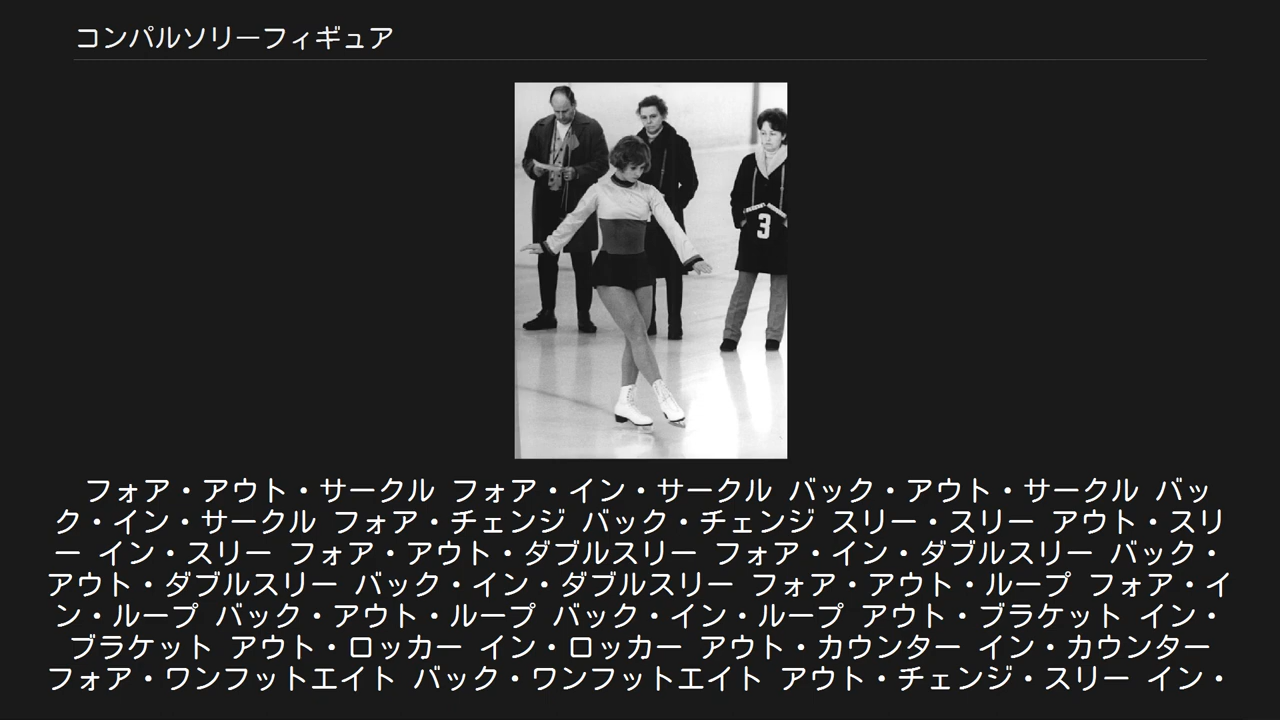 コンパルソリーフィギュア
3
フォア・アウト・サークル フォア・イン・サークル バック・アウト・サークル バッ
ク・イン・サークル フォア・チェンジ バック・チェンジ スリー・スリー アウト・スリ
ー イン・スリー フォア・アウト・ダブルスリー フォア・イン・ダブルスリー バック・
アウト・ダブルスリー バック・イン・ダブルスリー フォア・アウト・ループ フォア・イ
ン・ループ バック・アウト・ループ バック・イン・ループ アウト・ブラケット イン・
ブラケット アウト・ロッカー イン・ロッカー アウト・カウンター イン・カウンター
フォア・ワンフットエイト バック・ワンフットエイト アウト・チェンジ・スリー イン・